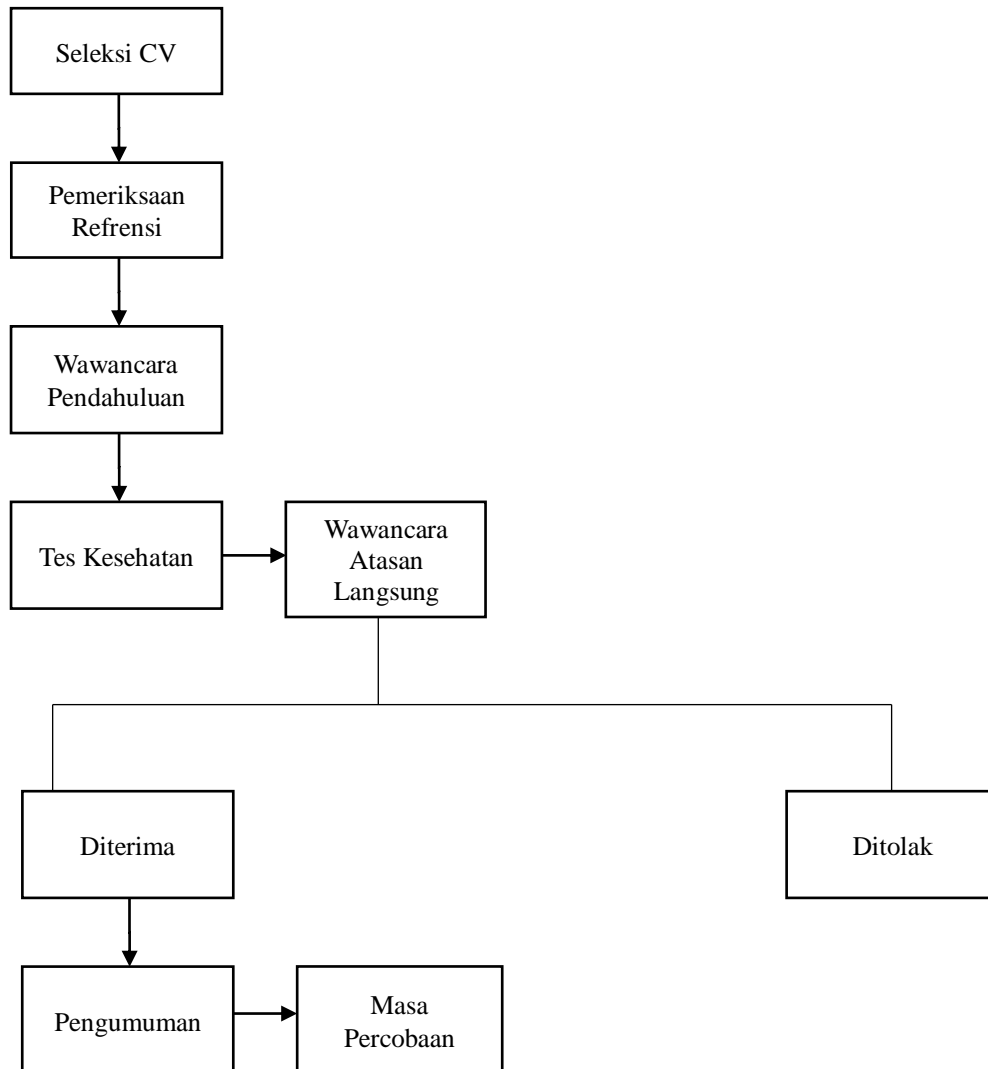 Seleksi CV
Pemeriksaan
Refrensi
Wawancara
Pendahuluan
Tes Kesehatan
Wawancara
Atasan
Langsung
Diterima
Ditolak
Pengumuman
Masa
Percobaan